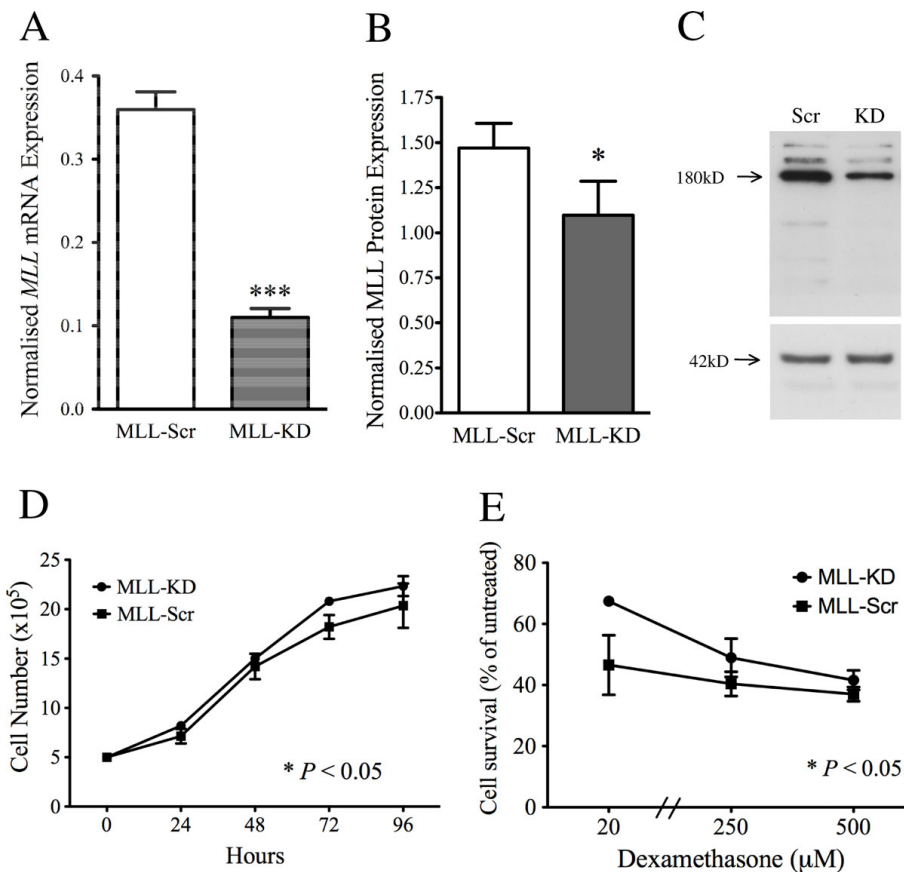 A
Normalised MLL mRNA Expression
0.4
0.3
0.2
0.1
0.0
***
MLL-Scr MLL-KD
B
Normalised MLL Protein Expression
1.75
1.50
1.25
1.00
0.75
0.50
0.25
0.00
*
MLL-Scr MLL-KD
C
Scr KD
180kD
42kD
D
Cell Number (x10⁵)
25
20
15
10
5
0
MLL-KD
MLL-Scr
* P < 0.05
0 24 48 72 96
Hours
E
Cell survival (% of untreated)
80
60
40
20
0
MLL-KD
MLL-Scr
* P < 0.05
20 250 500
Dexamethasone (μM)